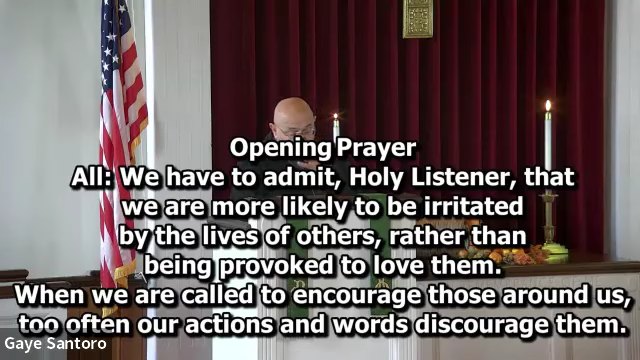 Opening Prayer
All: We have to admit, Holy Listener, that
we are more likely to be irritated
by the lives of others, rather than
being provoked to love them.
When we are called to encourage those around us,
too often our actions and words discourage them.
Gaye Santoro